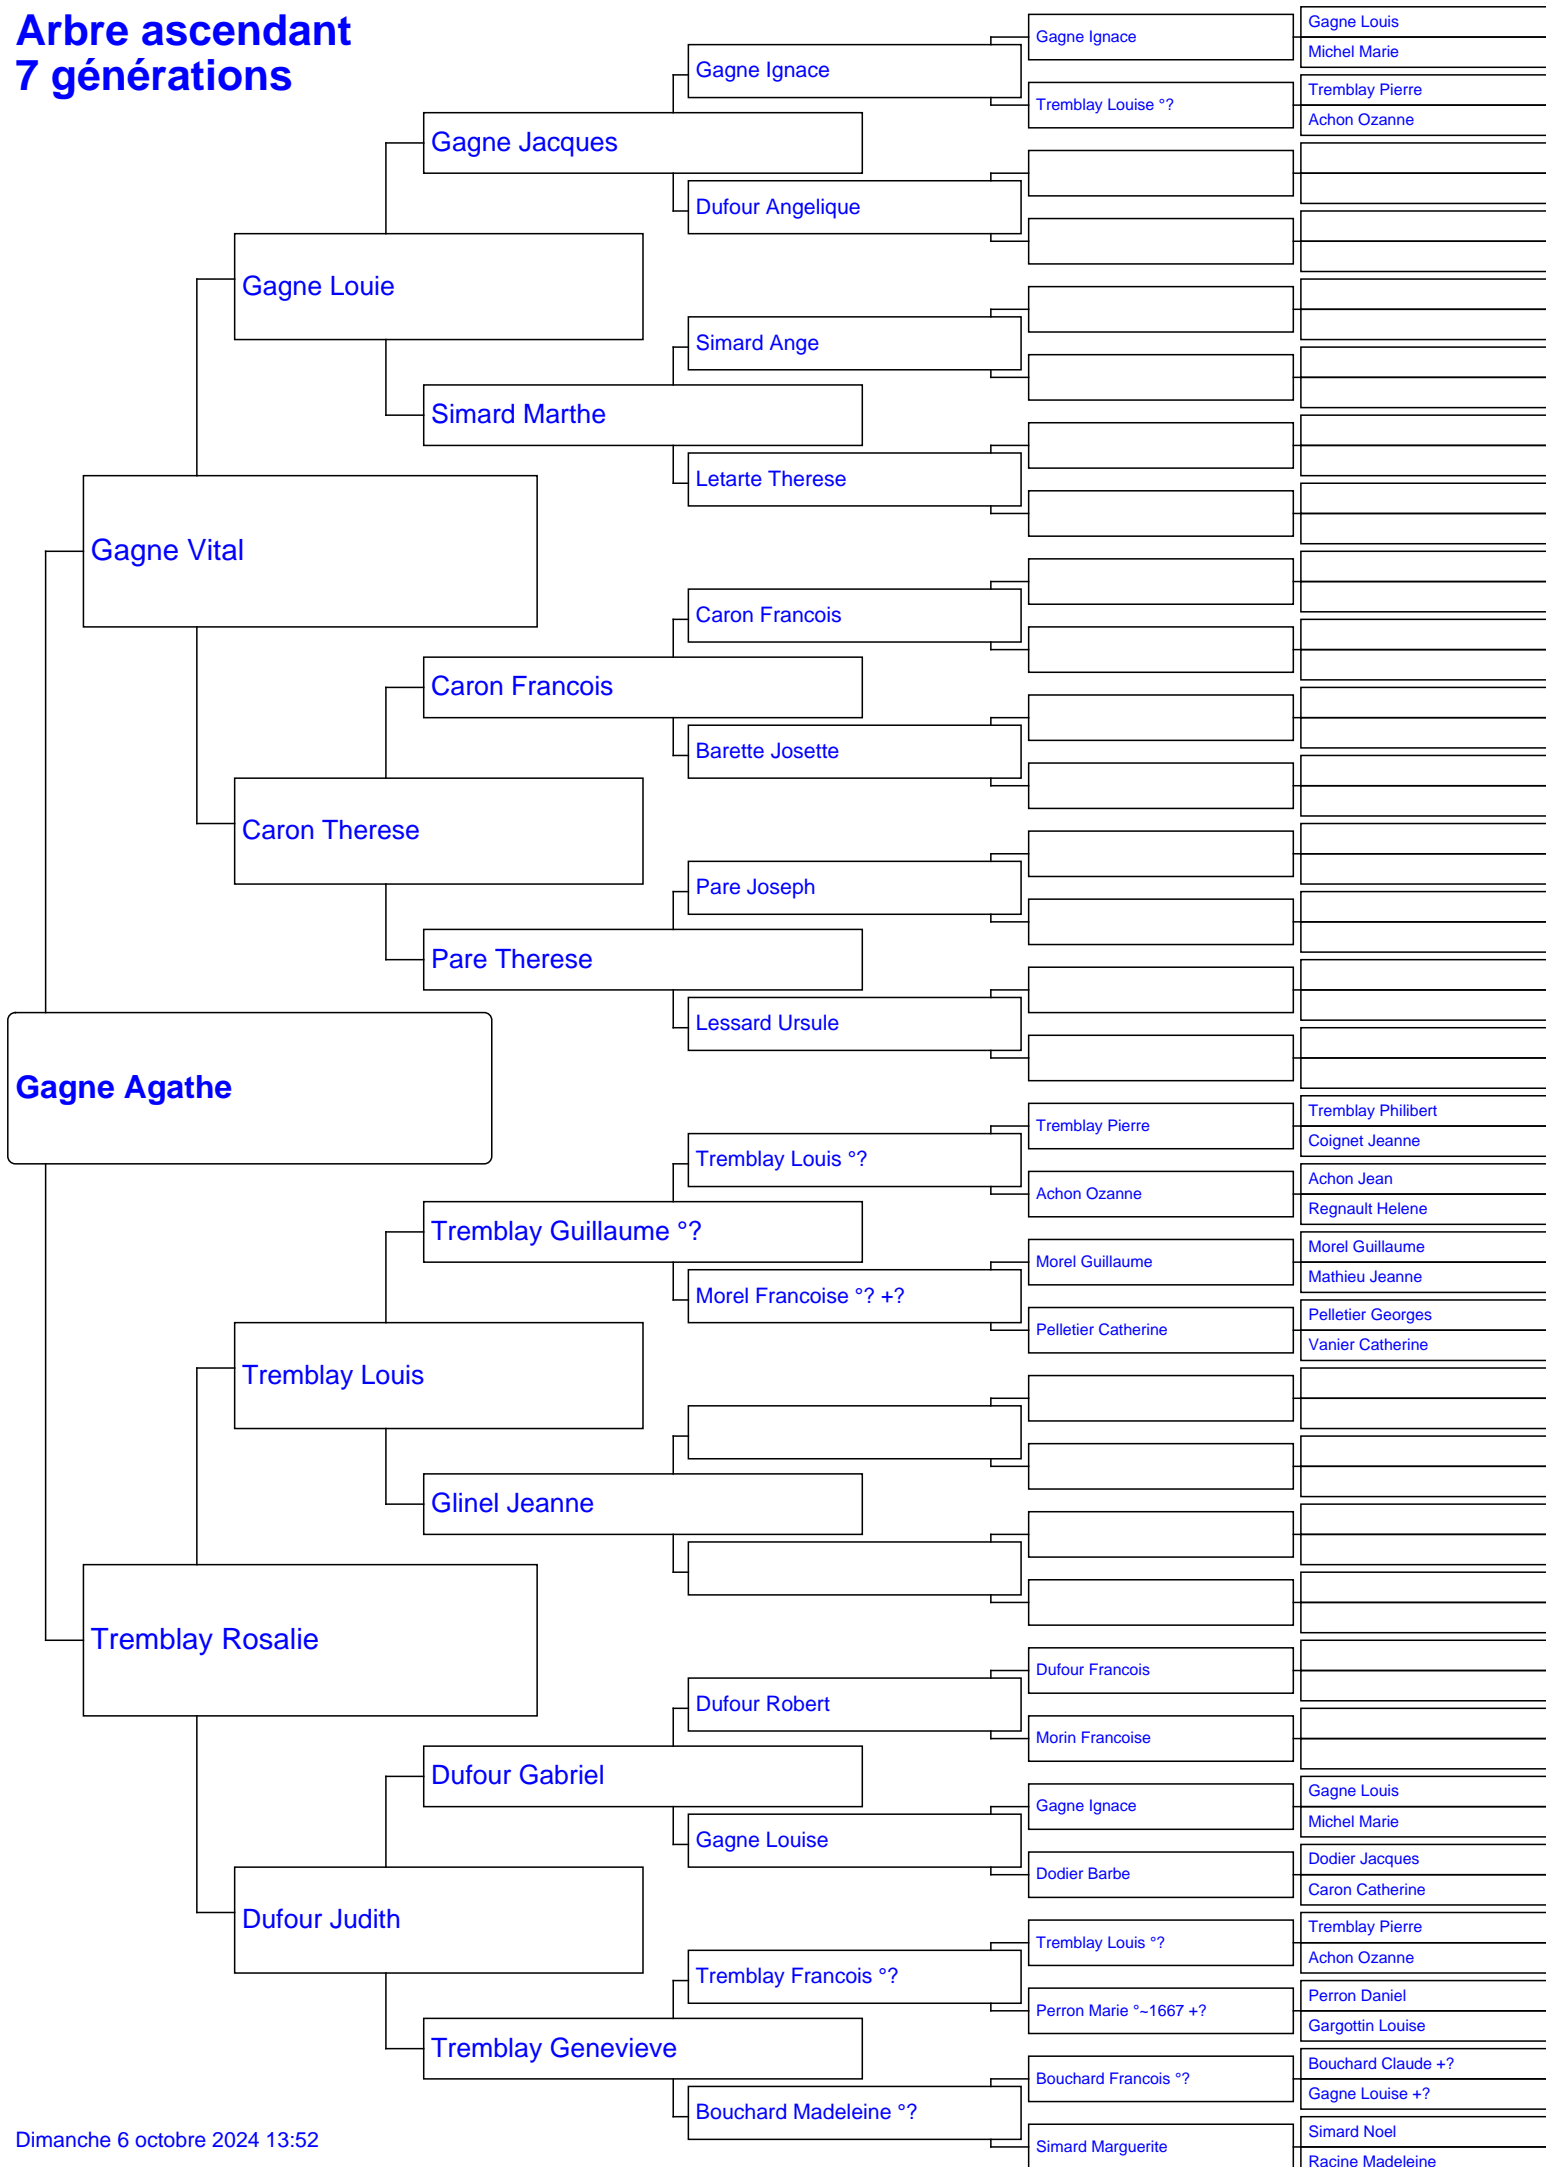 Arbre ascendant
7 générations
Gagne Agathe
Gagne Vital
Tremblay Rosalie
Gagne Louie
Caron Therese
Tremblay Louis
Dufour Judith
Gagne Jacques
Simard Marthe
Caron Francois
Pare Therese
Tremblay Guillaume °?
Glinel Jeanne
Dufour Gabriel
Tremblay Genevieve
Gagne Ignace
Dufour Angelique
Simard Ange
Letarte Therese
Caron Francois
Barette Josette
Pare Joseph
Lessard Ursule
Tremblay Louis °?
Morel Francoise °? +?
Dufour Robert
Gagne Louise
Tremblay Francois °?
Bouchard Madeleine °?
Gagne Ignace
Tremblay Louise °?
Tremblay Pierre
Achon Ozanne
Morel Guillaume
Pelletier Catherine
Dufour Francois
Morin Francoise
Gagne Ignace
Dodier Barbe
Tremblay Louis °?
Perron Marie °~1667 +?
Bouchard Francois °?
Simard Marguerite
Gagne Louis
Michel Marie
Tremblay Pierre
Achon Ozanne
Tremblay Philibert
Coignet Jeanne
Achon Jean
Regnault Helene
Morel Guillaume
Mathieu Jeanne
Pelletier Georges
Vanier Catherine
Gagne Louis
Michel Marie
Dodier Jacques
Caron Catherine
Tremblay Pierre
Achon Ozanne
Perron Daniel
Gargottin Louise
Bouchard Claude +?
Gagne Louise +?
Simard Noel
Racine Madeleine
Dimanche 6 octobre 2024 13:52